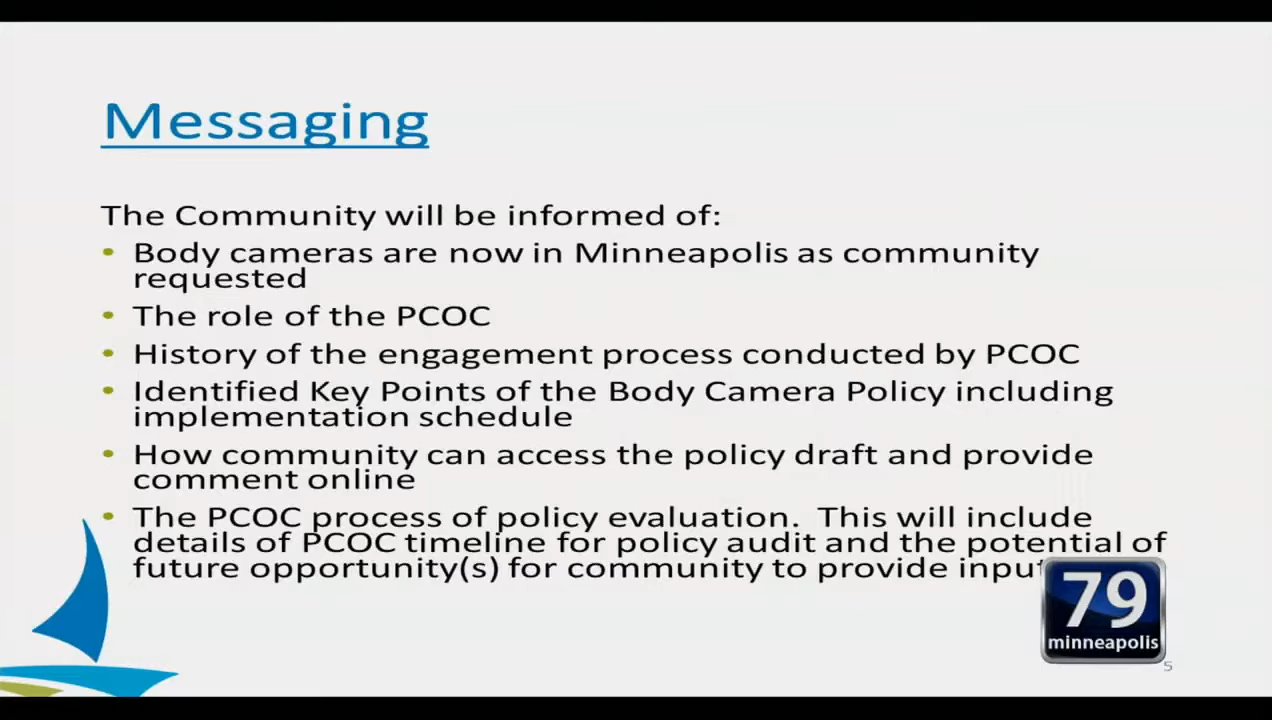 Messaging
The Community will be informed of:
• Body cameras are now in Minneapolis as community
requested
• The role of the PCOC
• History of the engagement process conducted by PCOC
• Identified Key Points of the Body Camera Policy including
implementation schedule
• How community can access the policy draft and provide
comment online
• The PCOC process of policy evaluation.  This will include
details of PCOC timeline for policy audit and the potential of
future opportunity(s) for community to provide input
79
minneapolis
5